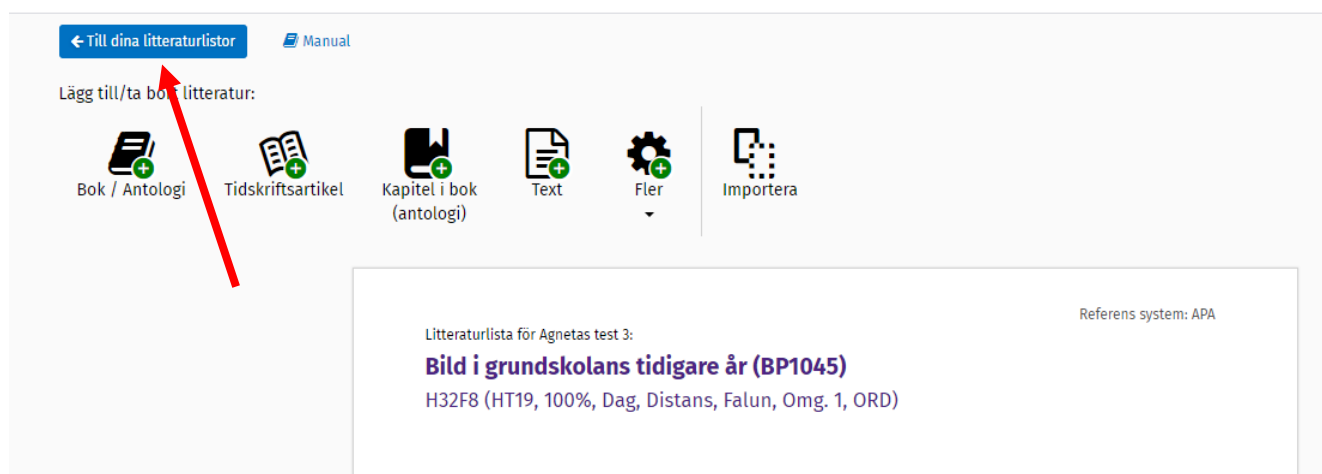 Till dina litteraturlistor Manual
Lägg till/ta bort litteratur:
Bok / Antologi Tidskriftsartikel Kapitel i bok Text Fler Importera
(antologi)
Referens system: APA
Litteraturlista för Agnetas test 3:
Bild i grundskolans tidigare år (BP1045)
H32F8 (HT19, 100%, Dag, Distans, Falun, Omg. 1, ORD)